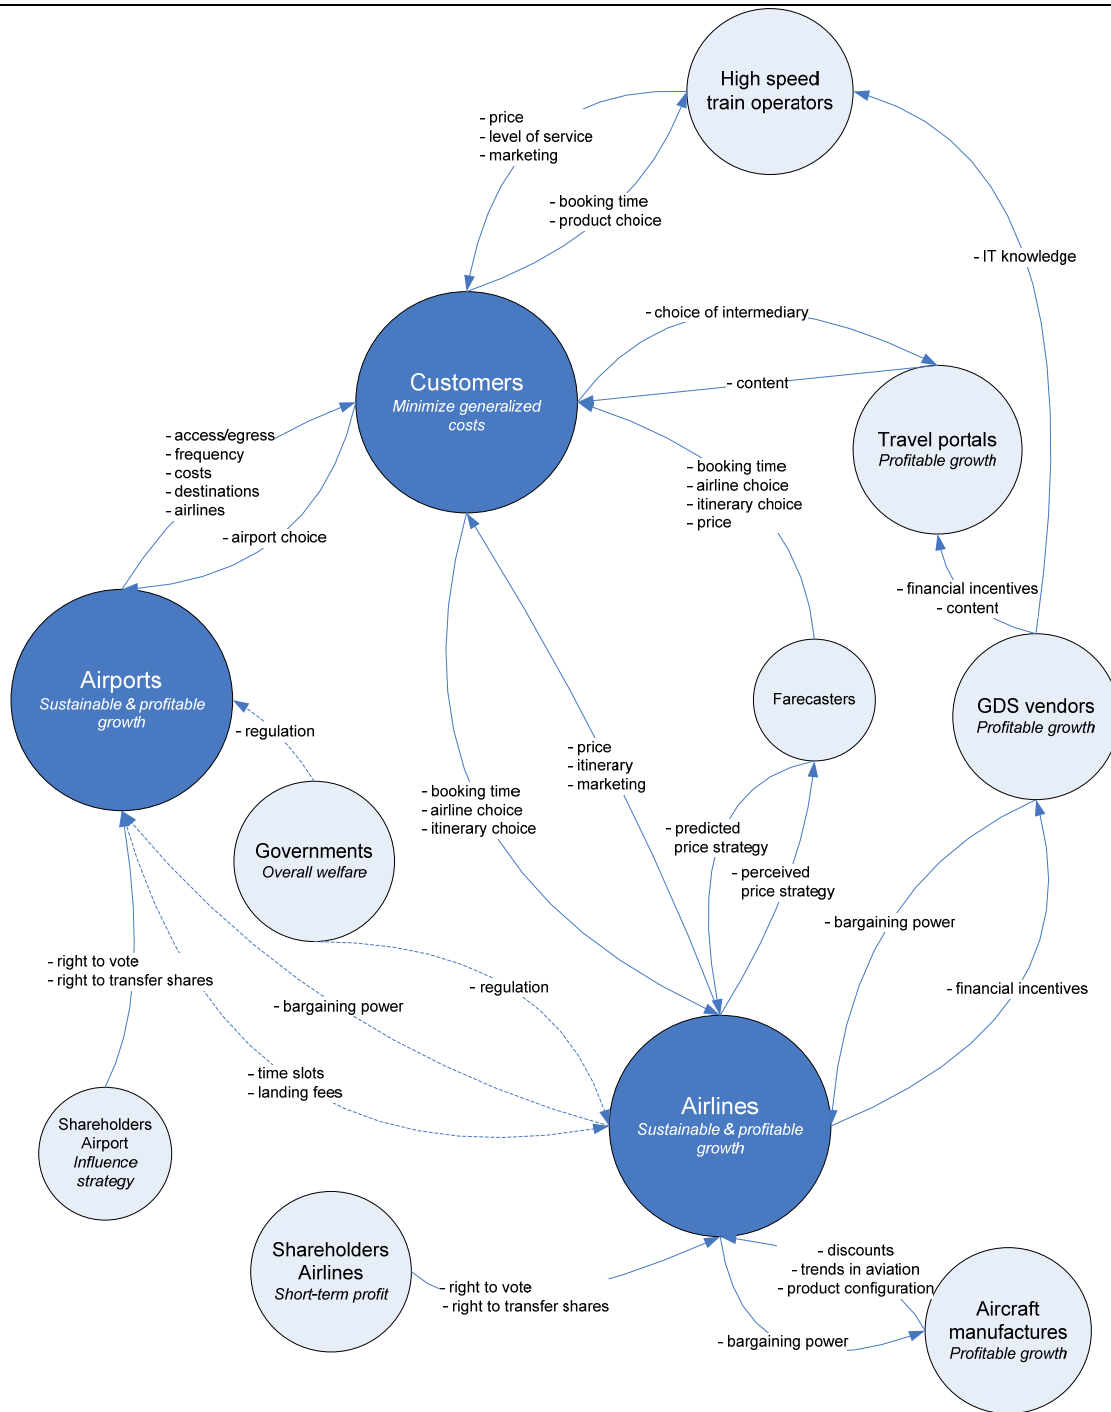 High speed
train operators
- price
- level of service
- marketing
- booking time
- product choice
- IT knowledge
- choice of intermediary
Customers
Minimize generalized
costs
- content
Travel portals
Profitable growth
- access/egress
- frequency
- costs
- destinations
- airlines
- airport choice
- booking time
- airline choice
- itinerary choice
- price
- financial incentives
- content
Airports
Sustainable & profitable
growth
Farecasters
GDS vendors
Profitable growth
- regulation
- price
- itinerary
- marketing
- booking time
- airline choice
- itinerary choice
Governments
Overall welfare
- predicted
price strategy
- perceived
price strategy
- bargaining power
- right to vote
- right to transfer shares
- regulation
- financial incentives
- bargaining power
- time slots
- landing fees
Airlines
Sustainable & profitable
growth
Shareholders
Airport
Influence
strategy
Shareholders
Airlines
Short-term profit
- right to vote
- right to transfer shares
- discounts
- trends in aviation
- product configuration
- bargaining power
Aircraft
manufactures
Profitable growth